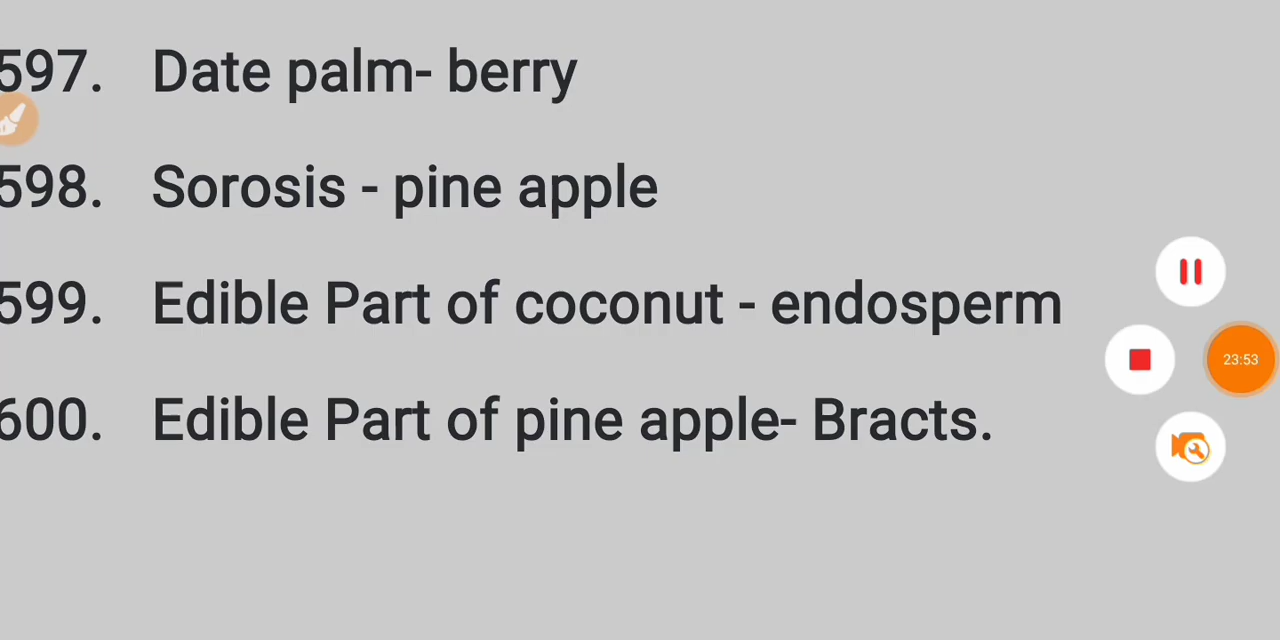 597. Date palm- berry
598. Sorosis - pine apple
599. Edible Part of coconut - endosperm
23:53
600. Edible Part of pine apple- Bracts.